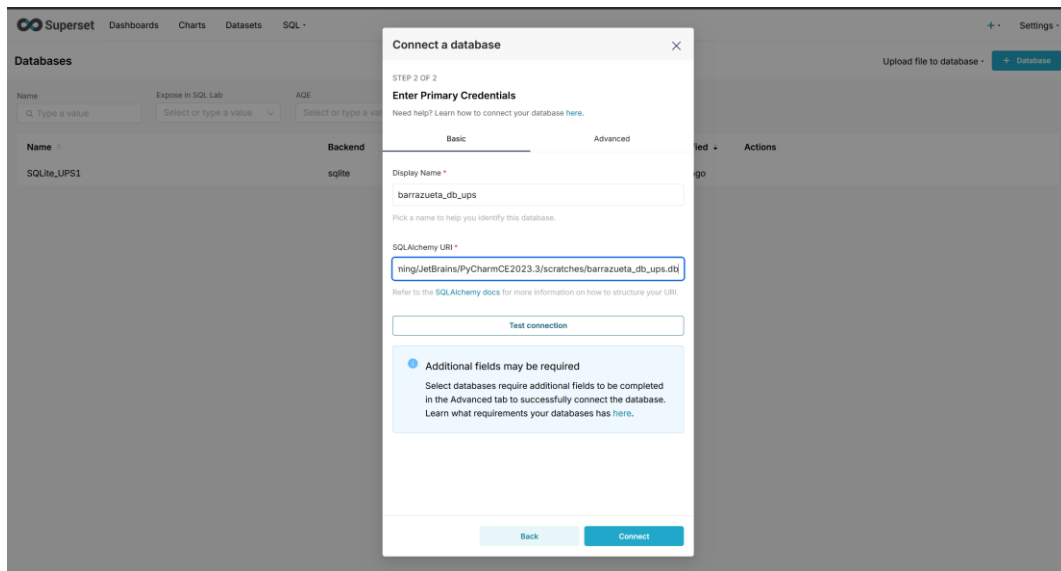 Superset Dashboards Charts Datasets SQL Settings
Databases
Upload file to database + Database
Name Expose in SQL Lab AQE
Type a value Select or type a value Select or type a val
Name Backend ied Actions
SQLite_UPS1 sqlite go
Connect a database
STEP 2 OF 2
Enter Primary Credentials
Need help? Learn how to connect your database here.
Basic Advanced
Display Name *
barrazueta_db_ups
Pick a name to help you identify this database.
SQLAlchemy URI *
ning/JetBrains/PyCharmCE2023.3/scratches/barrazueta_db_ups.db
Refer to the SQLAlchemy docs for more information on how to structure your URI.
Test connection
Additional fields may be required
Select databases require additional fields to be completed
in the Advanced tab to successfully connect the database.
Learn what requirements your databases has here.
Back Connect